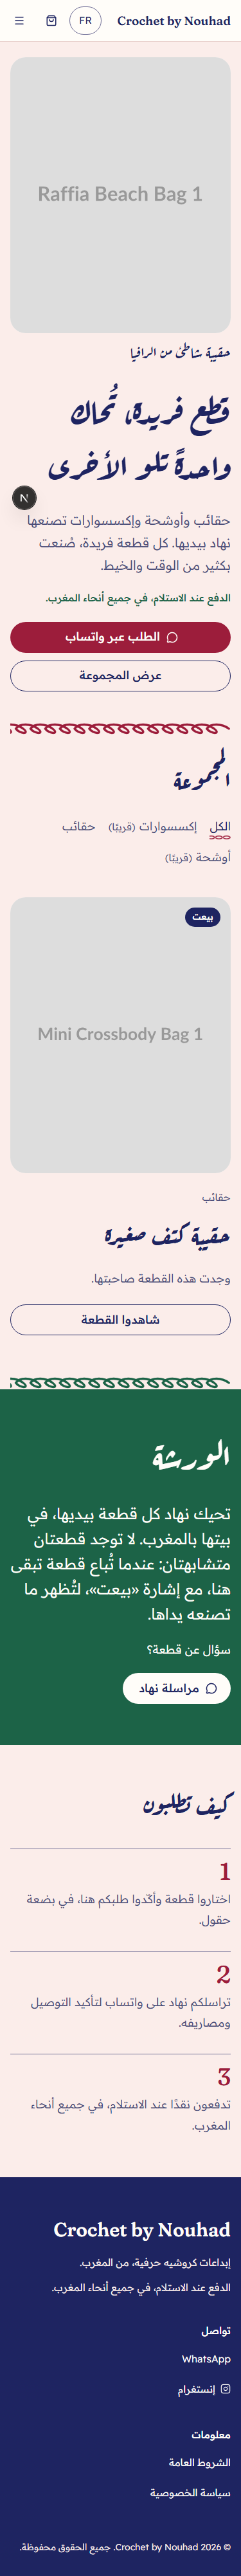 Crochet by Nouhad
FR
Raffia Beach Bag 1
حقيبة شاطئ من الرافيا
قطع فريدة، تُحاك
واحدةً تلو الأخرى
N
حقائب وأوشحة وإكسسوارات تصنعها
نهاد بيديها. كل قطعة فريدة، صُنعت
بكثير من الوقت والخيط.
الدفع عند الاستلام، في جميع أنحاء المغرب.
الطلب عبر واتساب
عرض المجموعة
المجموعة
الكل إكسسوارات (قريبًا) حقائب
أوشحة (قريبًا)
بيعت
Mini Crossbody Bag 1
حقائب
حقيبة كتف صغيرة
وجدت هذه القطعة صاحبتها.
شاهدوا القطعة
الورشة
تحيك نهاد كل قطعة بيديها، في
بيتها بالمغرب. لا توجد قطعتان
متشابهتان: عندما تُباع قطعة تبقى
هنا، مع إشارة «بيعت»، لتُظهر ما
تصنعه يداها.
سؤال عن قطعة؟
مراسلة نهاد
كيف تطلبون
1
اختاروا قطعة وأكّدوا طلبكم هنا، في بضعة
حقول.
2
تراسلكم نهاد على واتساب لتأكيد التوصيل
ومصاريفه.
3
تدفعون نقدًا عند الاستلام، في جميع أنحاء
المغرب.
Crochet by Nouhad
إبداعات كروشيه حرفية، من المغرب.
الدفع عند الاستلام، في جميع أنحاء المغرب.
تواصل
WhatsApp
إنستغرام
معلومات
الشروط العامة
سياسة الخصوصية
© 2026 Crochet by Nouhad. جميع الحقوق محفوظة.